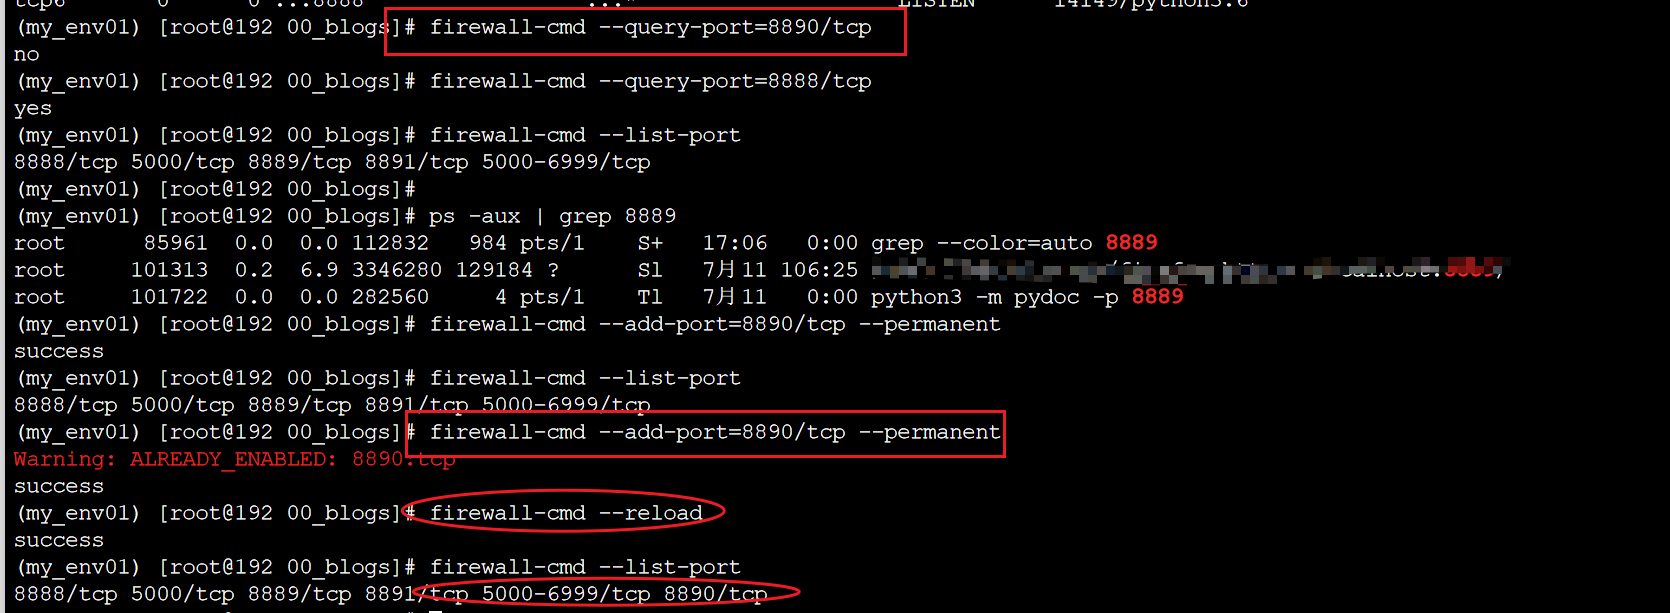 tcp6 0 0 :::8888 :::* LISTEN 14149/python3.6
(my_env01) [root@192 00_blogs]# firewall-cmd --query-port=8890/tcp
no
(my_env01) [root@192 00_blogs]# firewall-cmd --query-port=8888/tcp
yes
(my_env01) [root@192 00_blogs]# firewall-cmd --list-port
8888/tcp 5000/tcp 8889/tcp 8891/tcp 5000-6999/tcp
(my_env01) [root@192 00_blogs]#
(my_env01) [root@192 00_blogs]# ps -aux | grep 8889
root 85961 0.0 0.0 112832 984 pts/1 S+ 17:06 0:00 grep --color=auto 8889
root 101313 0.2 6.9 3346280 129184 ? Sl 7月11 106:25
root 101722 0.0 0.0 282560 4 pts/1 Tl 7月11 0:00 python3 -m pydoc -p 8889
(my_env01) [root@192 00_blogs]# firewall-cmd --add-port=8890/tcp --permanent
success
(my_env01) [root@192 00_blogs]# firewall-cmd --list-port
8888/tcp 5000/tcp 8889/tcp 8891/tcp 5000-6999/tcp
(my_env01) [root@192 00_blogs]# firewall-cmd --add-port=8890/tcp --permanent
Warning: ALREADY_ENABLED: 8890:tcp
success
(my_env01) [root@192 00_blogs]# firewall-cmd --reload
success
(my_env01) [root@192 00_blogs]# firewall-cmd --list-port
8888/tcp 5000/tcp 8889/tcp 8891/tcp 5000-6999/tcp 8890/tcp